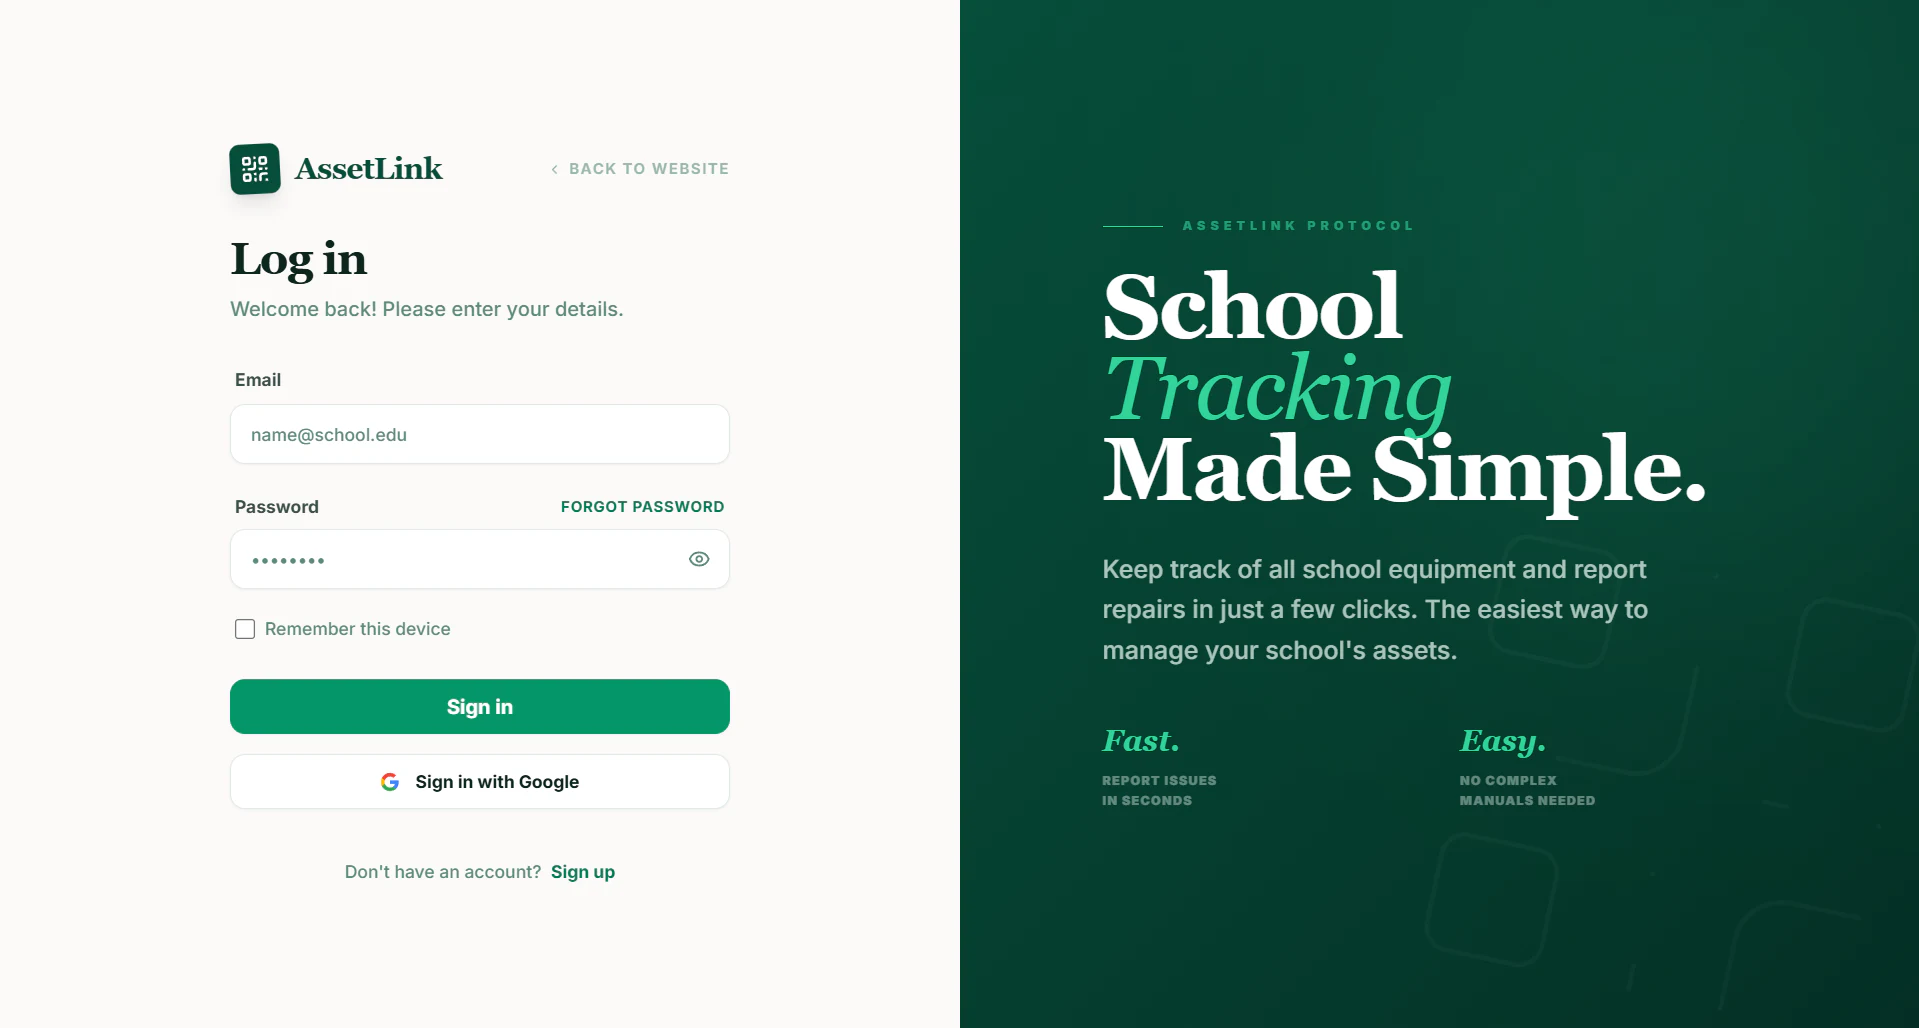 AssetLink
BACK TO WEBSITE
Log in
Welcome back! Please enter your details.
Email
name@school.edu
Password
FORGOT PASSWORD
••••••••
Remember this device
Sign in
Sign in with Google
Don't have an account? Sign up
ASSETLINK PROTOCOL
School
Tracking
Made Simple.
Keep track of all school equipment and report
repairs in just a few clicks. The easiest way to
manage your school's assets.
Fast.
REPORT ISSUES
IN SECONDS
Easy.
NO COMPLEX
MANUALS NEEDED